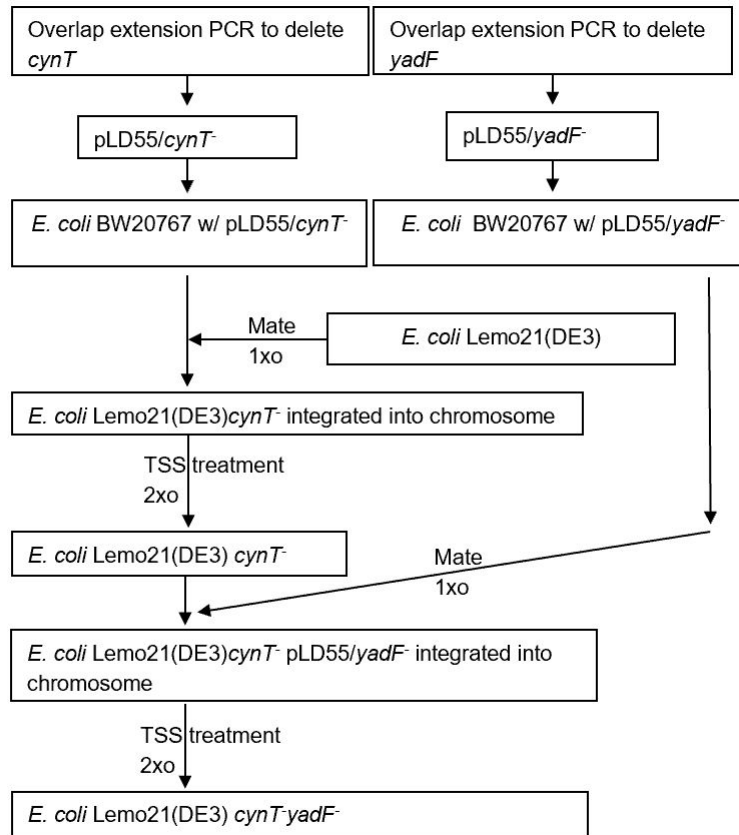 Overlap extension PCR to delete
cynT
Overlap extension PCR to delete
yadF
pLD55/cynT-
pLD55/yadF-
E. coli BW20767 w/ pLD55/cynT-
E. coli BW20767 w/ pLD55/yadF-
Mate
1xo
E. coli Lemo21(DE3)
E. coli Lemo21(DE3)cynT- integrated into chromosome
TSS treatment
2xo
E. coli Lemo21(DE3) cynT-
Mate
1xo
E. coli Lemo21(DE3)cynT- pLD55/yadF- integrated into
chromosome
TSS treatment
2xo
E. coli Lemo21(DE3) cynT-yadF-